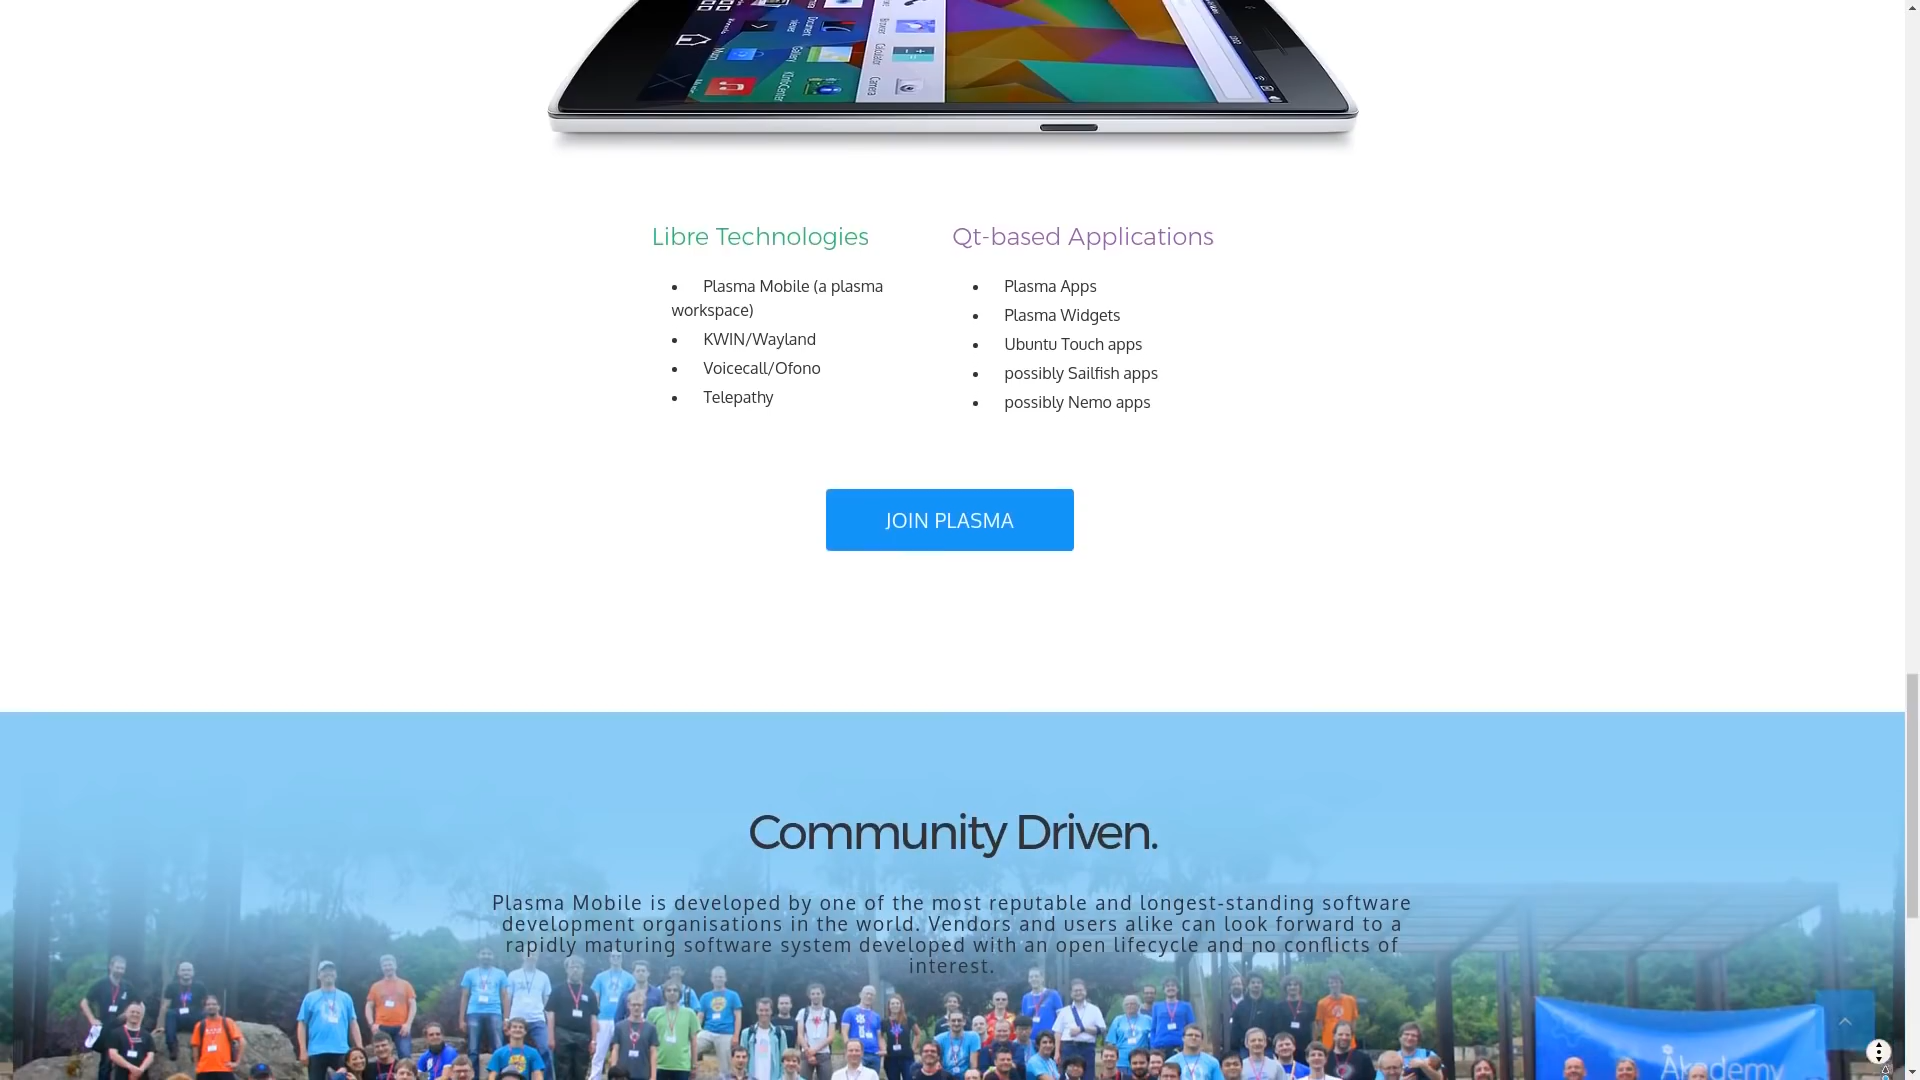 Libre Technologies
Plasma Mobile (a plasma
workspace)
KWIN/Wayland
Voicecall/Ofono
Telepathy
Qt-based Applications
Plasma Apps
Plasma Widgets
Ubuntu Touch apps
possibly Sailfish apps
possibly Nemo apps
JOIN PLASMA
Community Driven.
Plasma Mobile is developed by one of the most reputable and longest-standing software
development organisations in the world. Vendors and users alike can look forward to a
rapidly maturing software system developed with an open lifecycle and no conflicts of
interest.
Akademy